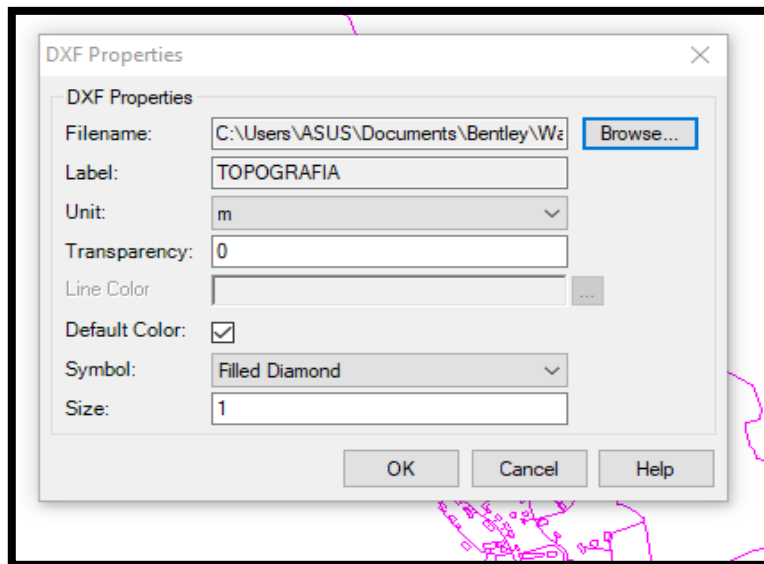 DXF Properties
DXF Properties
Filename: C:\Users\ASUS\Documents\Bentley\Wa Browse...
Label: TOPOGRAFIA
Unit: m
Transparency: 0
Line Color ...
Default Color:
Symbol: Filled Diamond
Size: 1
OK Cancel Help